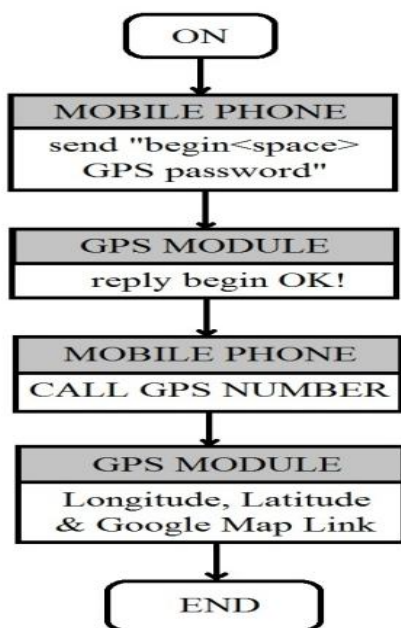 ON
MOBILE PHONE
send "begin<space>
GPS password"
GPS MODULE
reply begin OK!
MOBILE PHONE
CALL GPS NUMBER
GPS MODULE
Longitude, Latitude
& Google Map Link
END